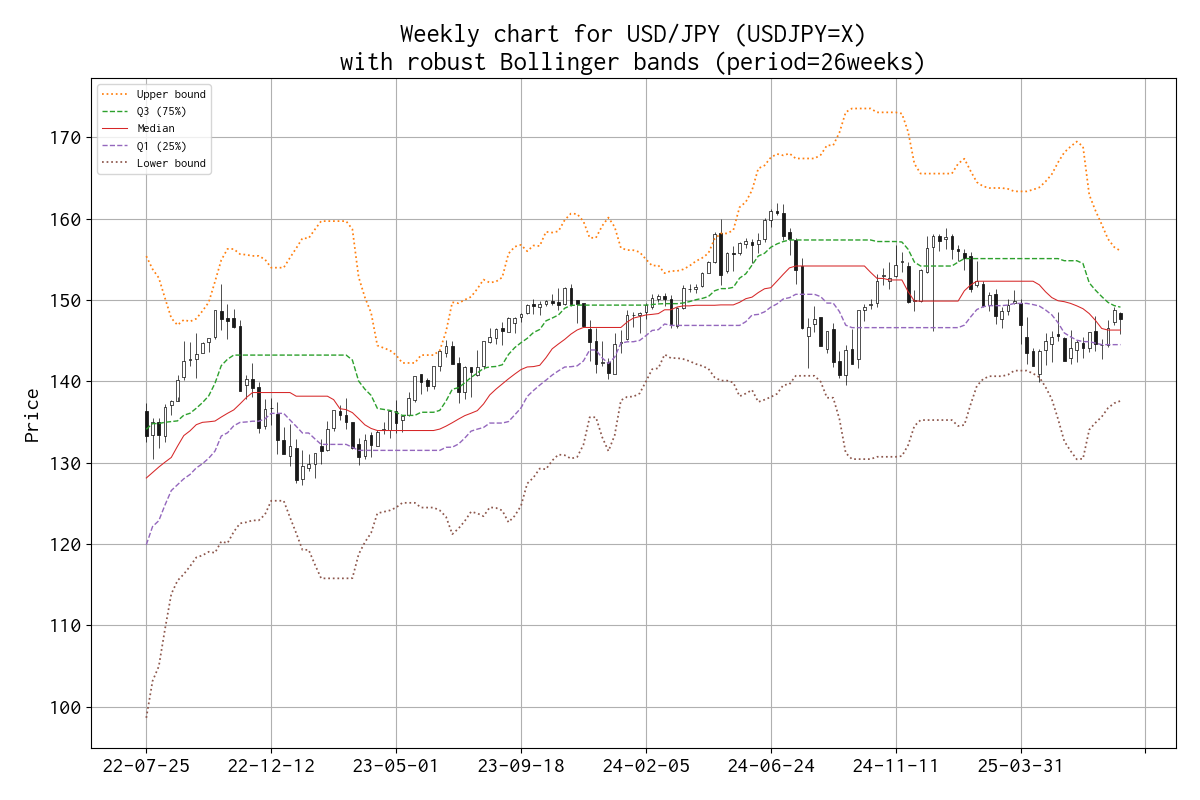 Weekly chart for USD/JPY (USDJPY=X)
with robust Bollinger bands (period=26weeks)
Upper bound
Q3 (75%)
Median
Q1 (25%)
Lower bound
170
160
150
140
130
120
110
100
Price
22-07-25
22-12-12
23-05-01
23-09-18
24-02-05
24-06-24
24-11-11
25-03-31